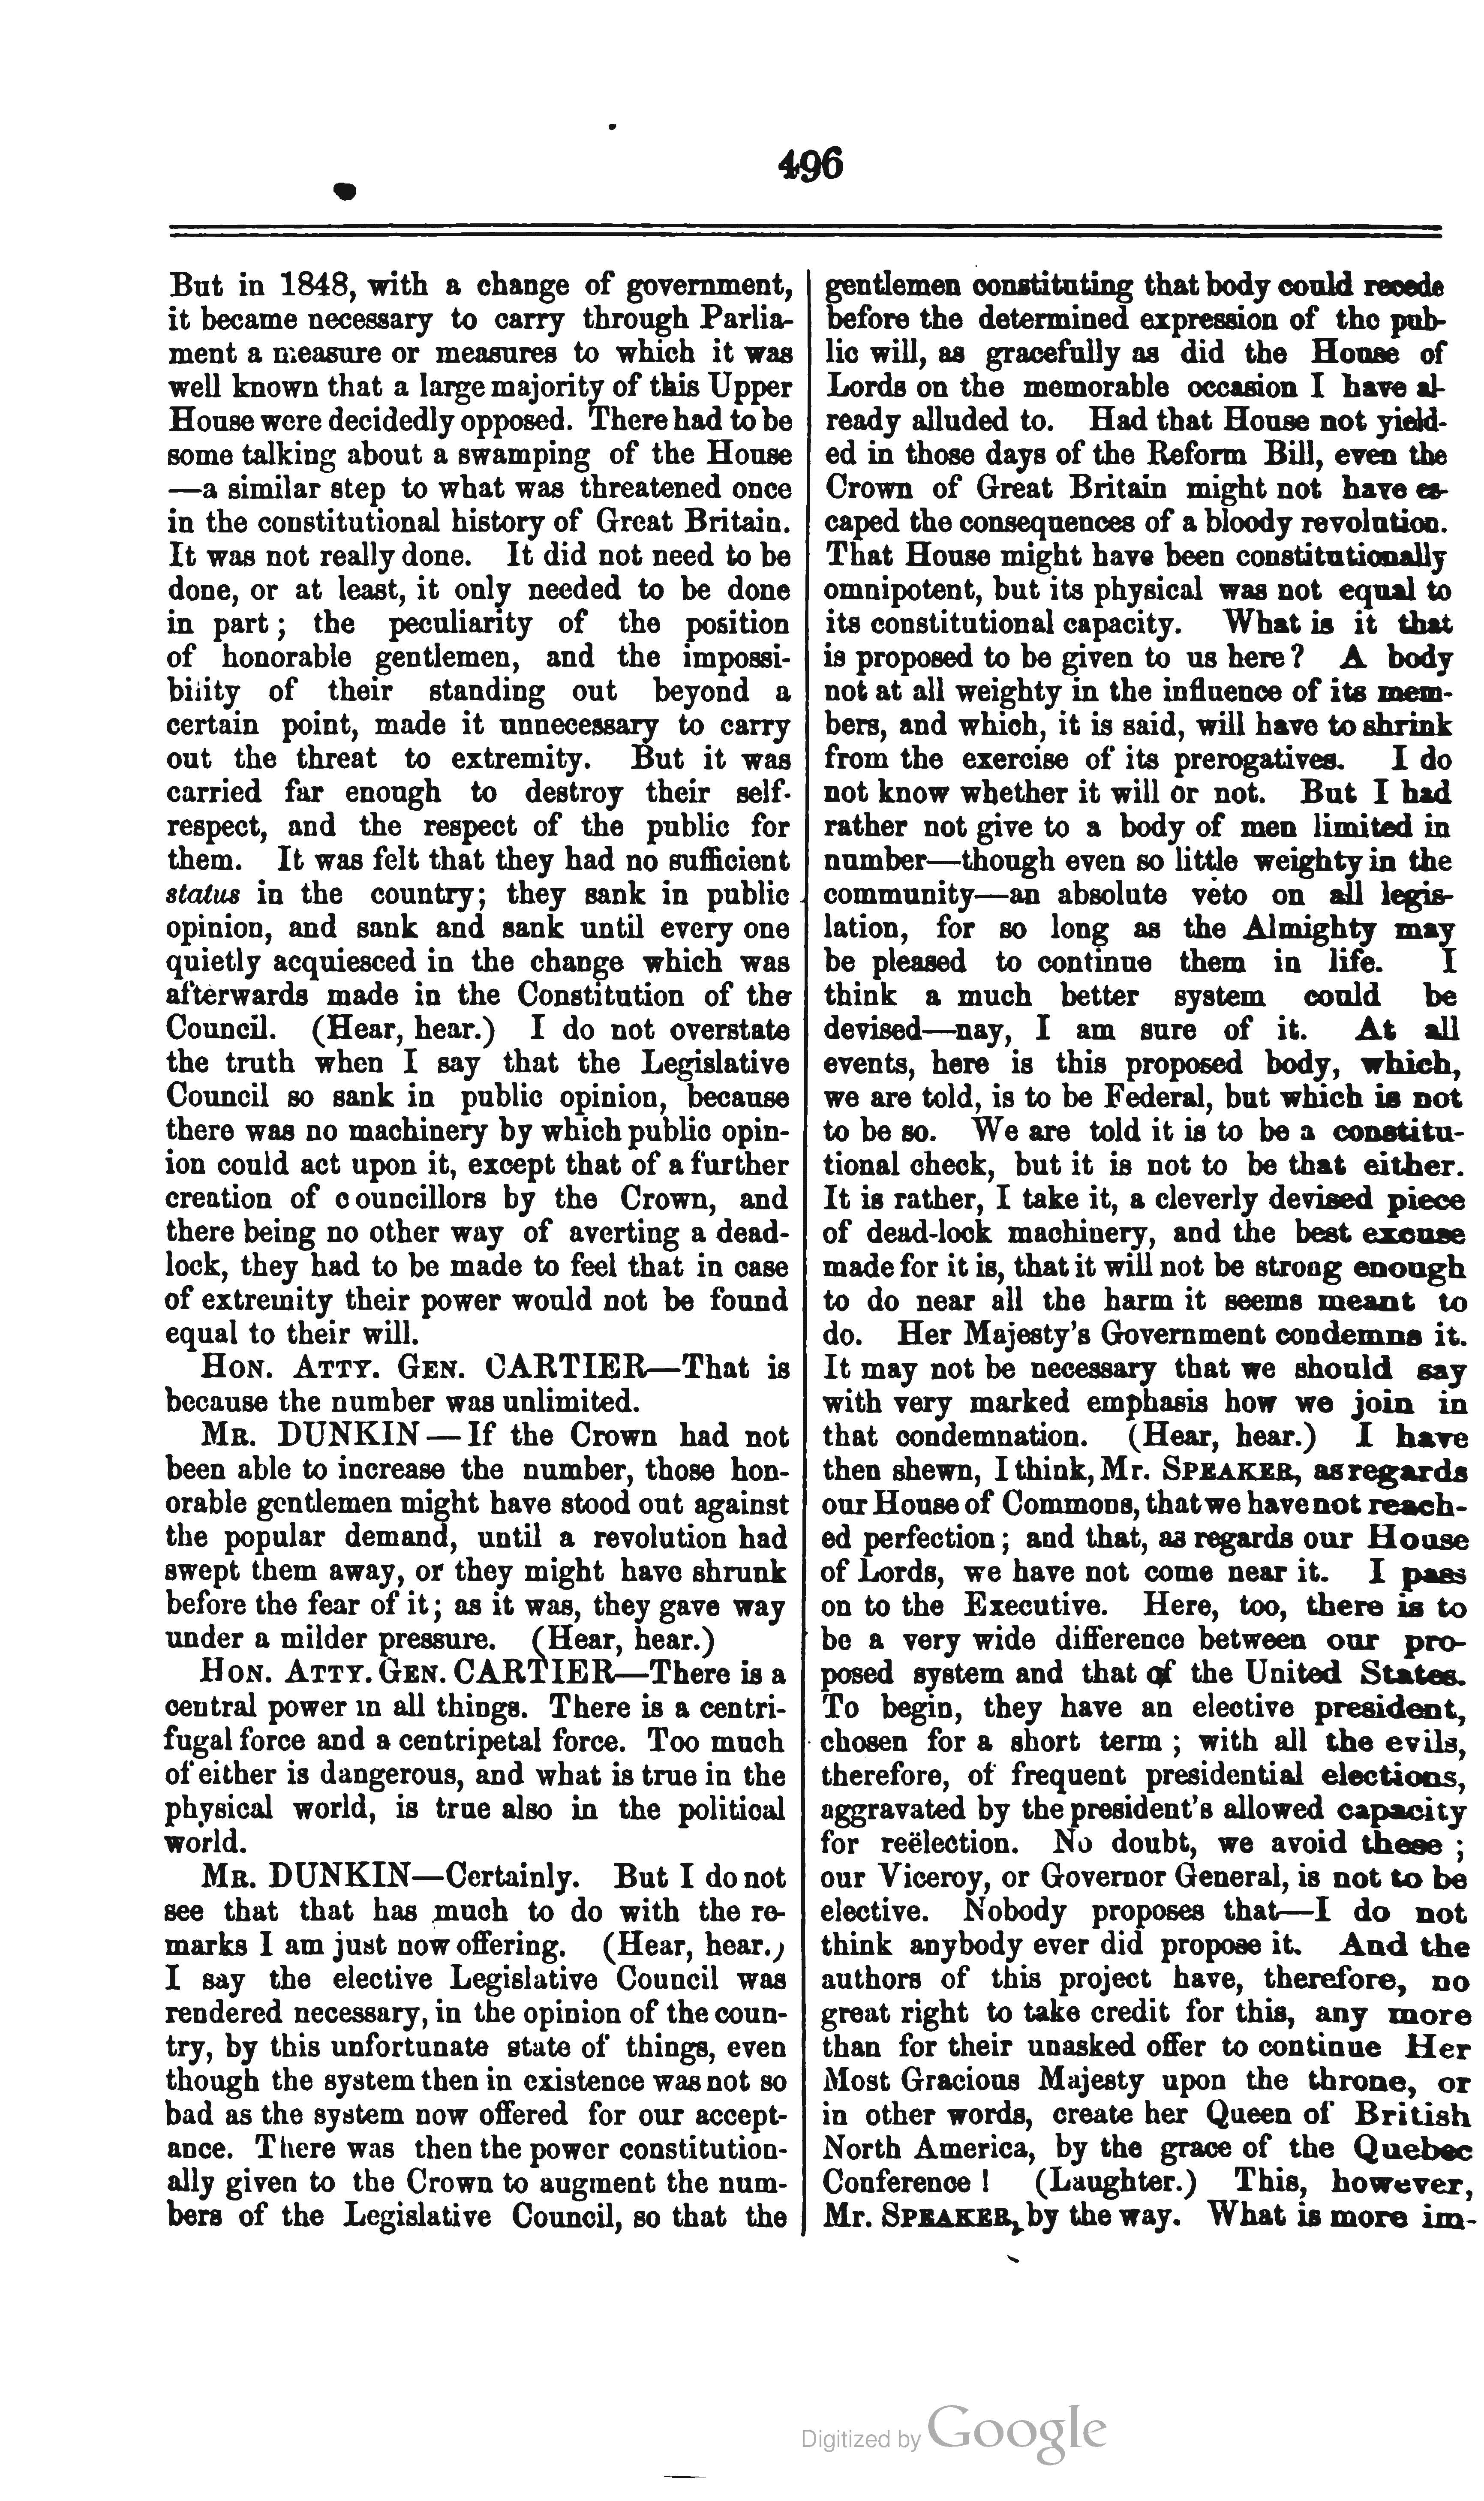 496
But in 1848, with a change of government,
it became necessary to carry through Parlia-
ment a measure or measures to which it was
well known that a large majority of this Upper
House were decidedly opposed. There had to be
some talking about a swamping of the House
—a similar step to what was threatened once
in the constitutional history of Great Britain.
It was not really done. It did not need to be
done, or at least, it only needed to be done
in part; the peculiarity of the position
of honorable gentlemen, and the impossi-
bility of their standing out beyond a
certain point, made it unnecessary to carry
out the threat to extremity. But it was
carried far enough to destroy their self-
respect, and the respect of the public for
them. It was felt that they had no sufficient
status in the country; they sank in public
opinion, and sank and sank until every one
quietly acquiesced in the change which was
afterwards made in the Constitution of the
Council. (Hear, hear.) I do not overstate
the truth when I say that the Legislative
Council so sank in public opinion, because
there was no machinery by which public opin-
ion could act upon it, except that of a further
creation of councillors by the Crown, and
there being no other way of averting a dead-
lock, they had to be made to feel that in case
of extremity their power would not be found
equal to their will.
HON. ATTY. GEN. CARTIER—That is
because the number was unlimited.
MR. DUNKIN—If the Crown had not
been able to increase the number, those hon-
orable gentlemen might have stood out against
the popular demand, until a revolution had
swept them away, or they might have shrunk
before the fear of it; as it was, they gave way
under a milder pressure. (Hear, hear.)
HON. ATTY. GEN. CARTIER—There is a
central power in all things. There is a centri-
fugal force and a centripetal force. Too much
of either is dangerous, and what is true in the
physical world, is true also in the political
world.
MR. DUNKIN—Certainly. But I do not
see that that has much to do with the re-
marks I am just now offering. (Hear, hear.)
I say the elective Legislative Council was
rendered necessary, in the opinion of the coun-
try, by this unfortunate state of things, even
though the system then in existence was not so
bad as the system now offered for our accept-
ance. There was then the power constitution-
ally given to the Crown to augment the num-
bers of the Legislative Council, so that the
gentlemen constituting that body could recede
before the determined expression of the pub-
lic will, as gracefully as did the House of
Lords on the memorable occasion I have al-
ready alluded to. Had that House not yield-
ed in those days of the Reform Bill, even the
Crown of Great Britain might not have es-
caped the consequences of a bloody revolution.
That House might have been constitutionally
omnipotent, but its physical was not equal to
its constitutional capacity. What is it that
is proposed to be given to us here? A body
not at all weighty in the influence of its mem-
bers, and which, it is said, will have to shrink
from the exercise of its prerogatives. I do
not know whether it will or not. But I had
rather not give to a body of men limited in
number—though even so little weighty in the
community—an absolute veto on all legis-
lation, for so long as the Almighty may
be pleased to continue them in life. I
think a much better system could be
devised—nay, I am sure of it. At all
events, here is this proposed body, which,
we are told, is to be Federal, but which is not
to be so. We are told it is to be a constitu-
tional check, but it is not to be that either.
It is rather, I take it, a cleverly devised piece
of dead-lock machinery, and the best excuse
made for it is, that it will not be strong enough
to do near all the harm it seems meant to
do. Her Majesty's Government condemns it.
It may not be necessary that we should say
with very marked emphasis how we join in
that condemnation. (Hear, hear.) I have
then shewn, I think, Mr. SPEAKER, as regards
our House of Commons, that we have not reach-
ed perfection; and that, as regards our House
of Lords, we have not come near it. I pass
on to the Executive. Here, too, there is to
be a very wide difference between our pro-
posed system and that of the United States.
To begin, they have an elective president,
chosen for a short term; with all the evils,
therefore, of frequent presidential elections,
aggravated by the president's allowed capacity
for reëlection. No doubt, we avoid these;
our Viceroy, or Governor General, is not to be
elective. Nobody proposes that—I do not
think anybody ever did propose it. And the
authors of this project have, therefore, no
great right to take credit for this, any more
than for their unasked offer to continue Her
Most Gracious Majesty upon the throne, or
in other words, create her Queen of British
North America, by the grace of the Quebec
Conference! (Laughter.) This, however,
Mr. SPEAKER, by the way. What is more im-
Digitized by Google